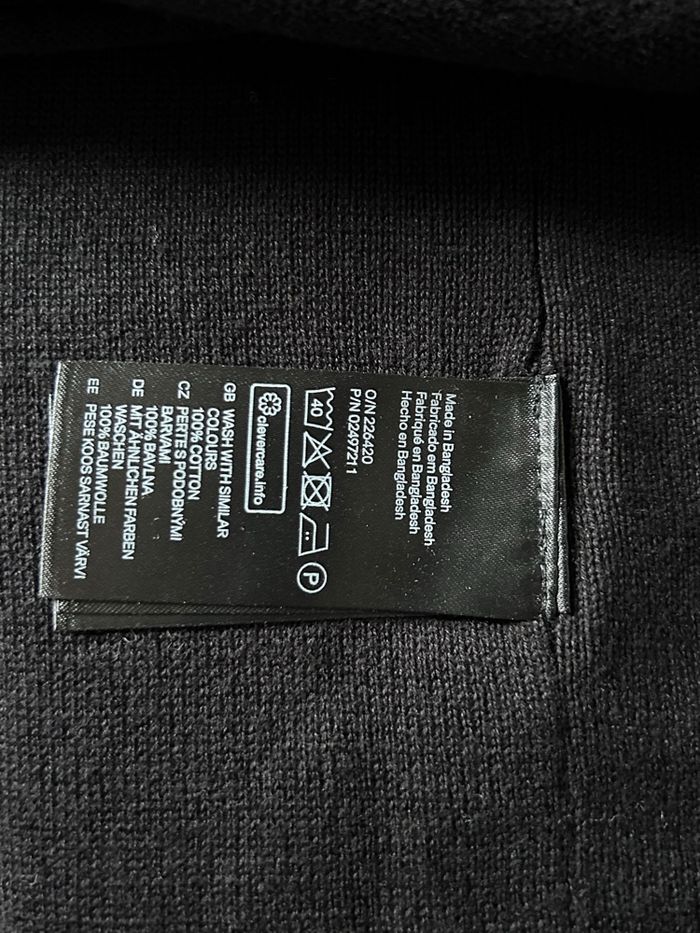 Made in Bangladesh
Fabricado em Bangladesh
Fabriqué en Bangladesh
Hecho en Bangladesh
O/N 226420
P/N 02497211
40
P
clevercare.info
GB WASH WITH SIMILAR
COLOURS
100% COTTON
CZ PERTE S PODOBNÝMI
BARVAMI
100% BAVLNA
DE MIT ÄHNLICHEN FARBEN
WASCHEN
100% BAUMWOLLE
EE PESE KOOS SARNAST VÄRVI